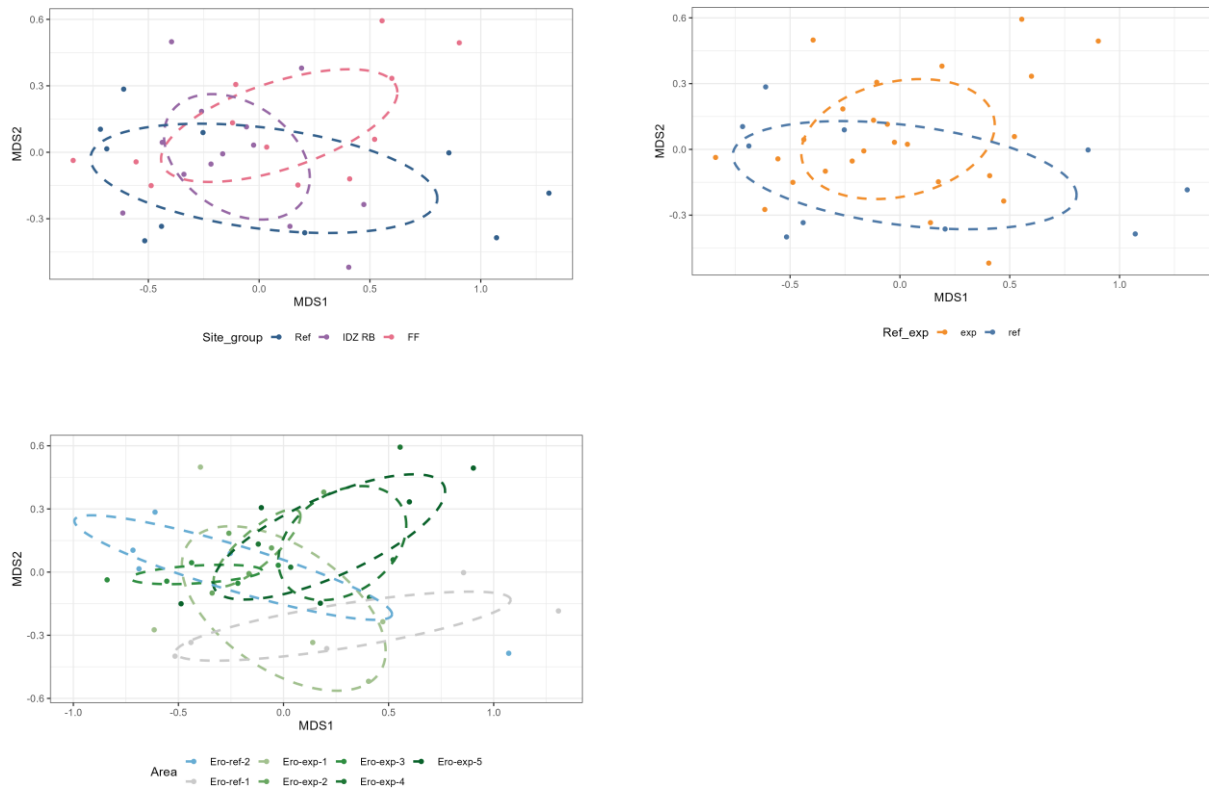 0.6
0.3
0.0
-0.3
MDS2
-0.5 0.0 0.5 1.0
MDS1
Site_group Ref IDZ RB FF
0.6
0.3
0.0
-0.3
MDS2
-0.5 0.0 0.5 1.0
MDS1
Ref_exp exp ref
0.6
0.3
0.0
-0.3
-0.6
MDS2
-1.0 -0.5 0.0 0.5 1.0
MDS1
Area
Ero-ref-2 Ero-exp-1 Ero-exp-3 Ero-exp-5
Ero-ref-1 Ero-exp-2 Ero-exp-4